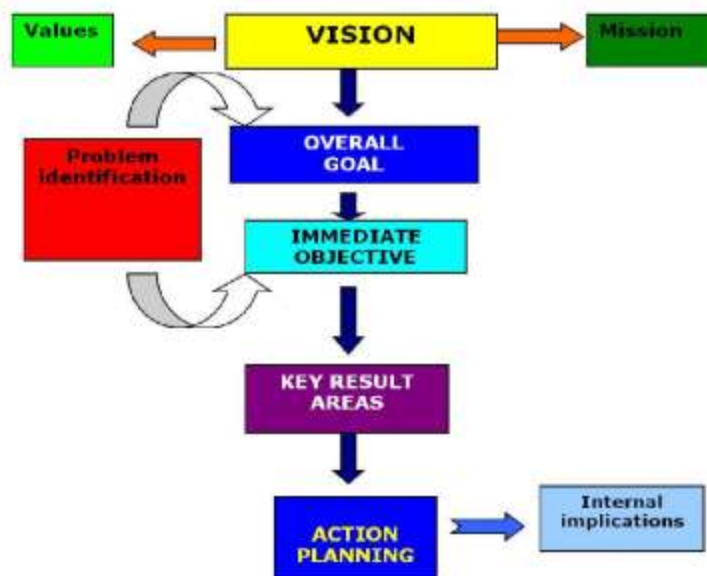 Values
VISION
Mission
OVERALL
GOAL
Problem
identification
IMMEDIATE
OBJECTIVE
KEY RESULT
AREAS
ACTION
PLANNING
Internal
implications